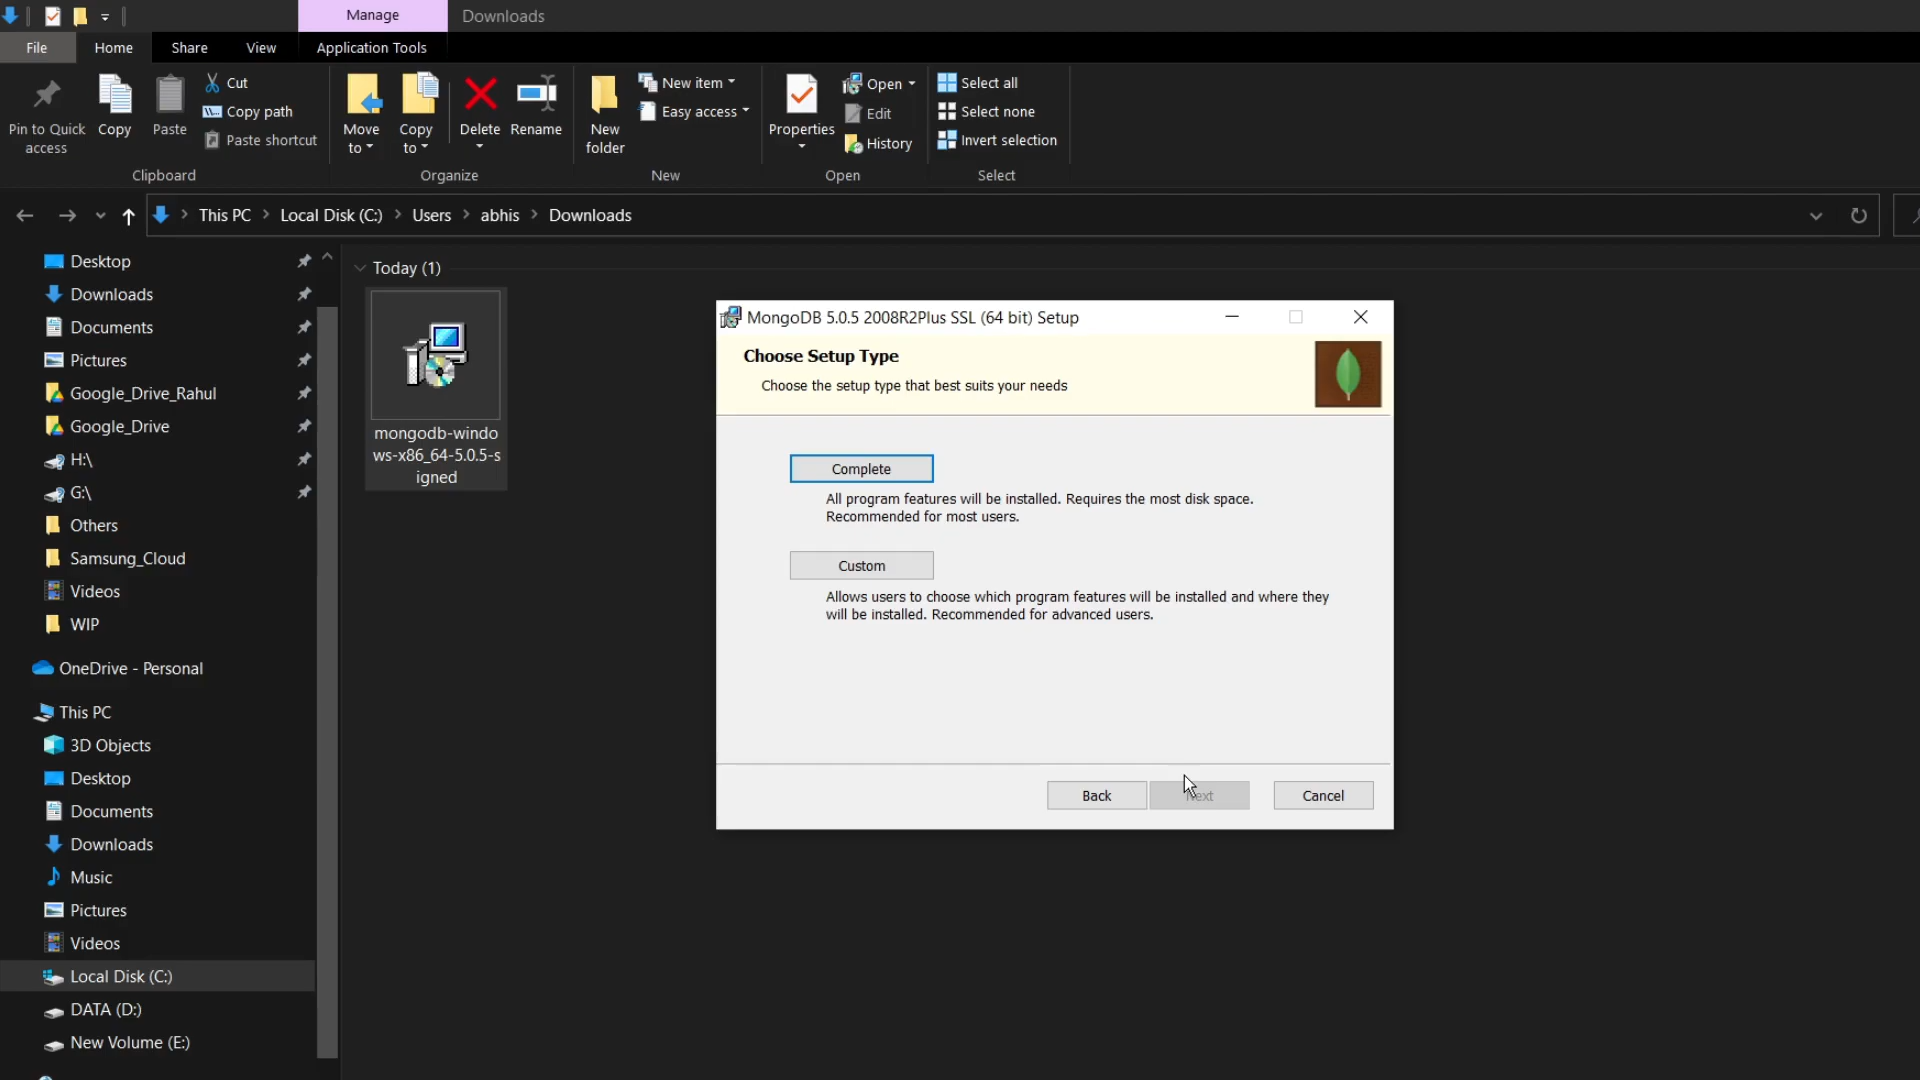 Manage
Downloads
File
Home
Share
View
Application Tools
Pin to Quick
access
Copy
Paste
Cut
Copy path
Paste shortcut
Clipboard
Move
to
Copy
to
Delete
Rename
Organize
New
folder
New item
Easy access
New
Properties
Open
Edit
History
Open
Select all
Select none
Invert selection
Select
This PC
Local Disk (C:)
Users
abhis
Downloads
Desktop
Downloads
Documents
Pictures
Google_Drive_Rahul
Google_Drive
H:\
G:\
Others
Samsung_Cloud
Videos
WIP
OneDrive - Personal
This PC
3D Objects
Desktop
Documents
Downloads
Music
Pictures
Videos
Local Disk (C:)
DATA (D:)
New Volume (E:)
Today (1)
mongodb-windo
ws-x86_64-5.0.5-s
igned
MongoDB 5.0.5 2008R2Plus SSL (64 bit) Setup
Choose Setup Type
Choose the setup type that best suits your needs
Complete
All program features will be installed. Requires the most disk space.
Recommended for most users.
Custom
Allows users to choose which program features will be installed and where they
will be installed. Recommended for advanced users.
Back
Next
Cancel